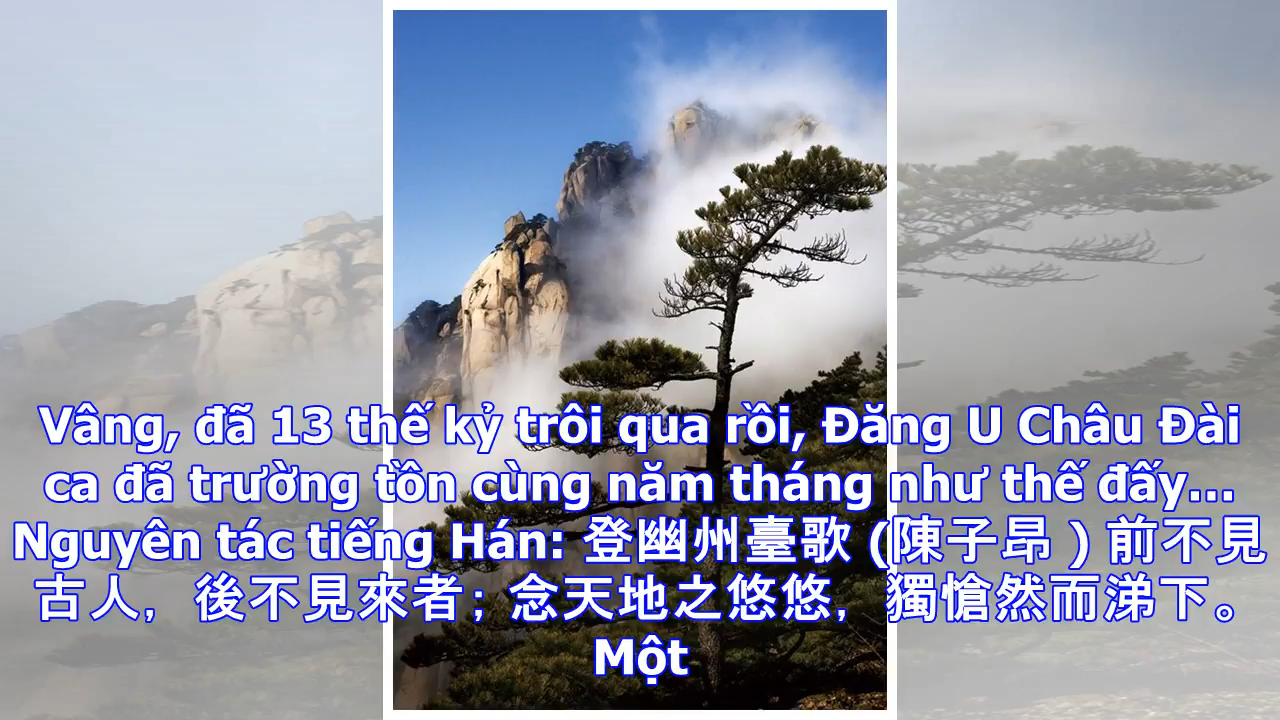 Vâng, đã 13 thế kỷ trôi qua rồi, Đăng U Châu Đài
ca đã trường tồn cùng năm tháng như thế đấy...
Nguyên tác tiếng Hán: 登幽州臺歌 (陳子昂 ) 前不見
古人，後不見來者；念天地之悠悠，獨愴然而涕下。
Một